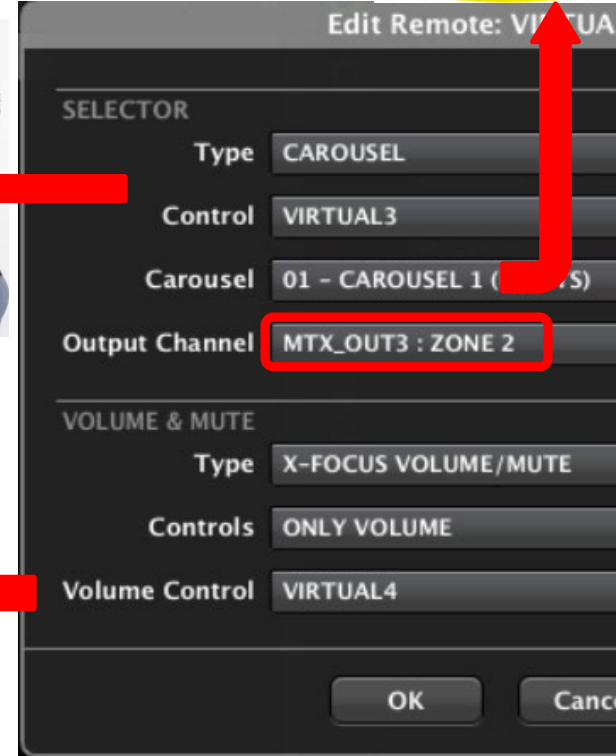 Edit Remote:
SELECTOR
Type CAROUSEL
Control VIRTUAL3
Carousel 01 - CAROUSEL 1 (
Output Channel MTX_OUT3 : ZONE 2
VOLUME & MUTE
Type X-FOCUS VOLUME/MUTE
Controls ONLY VOLUME
Volume Control VIRTUAL4
OK